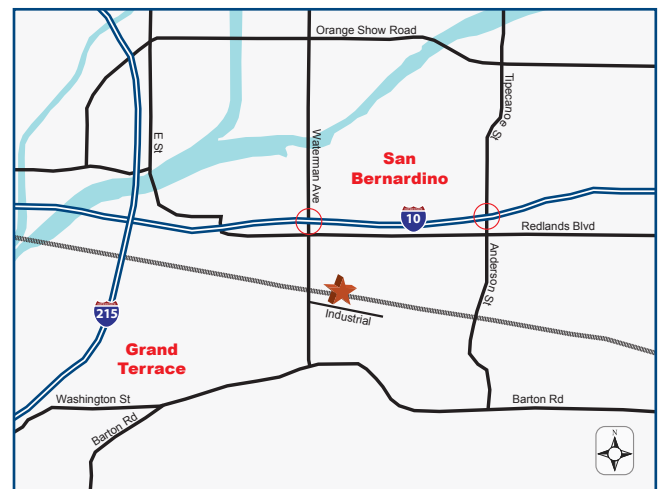 Orange Show Road
Tipecanoe St
E St
Waterman Ave
San
Bernardino
10
Redlands Blvd
Anderson St
Industrial
215
Grand
Terrace
Washington St
Barton Rd
Barton Rd
N